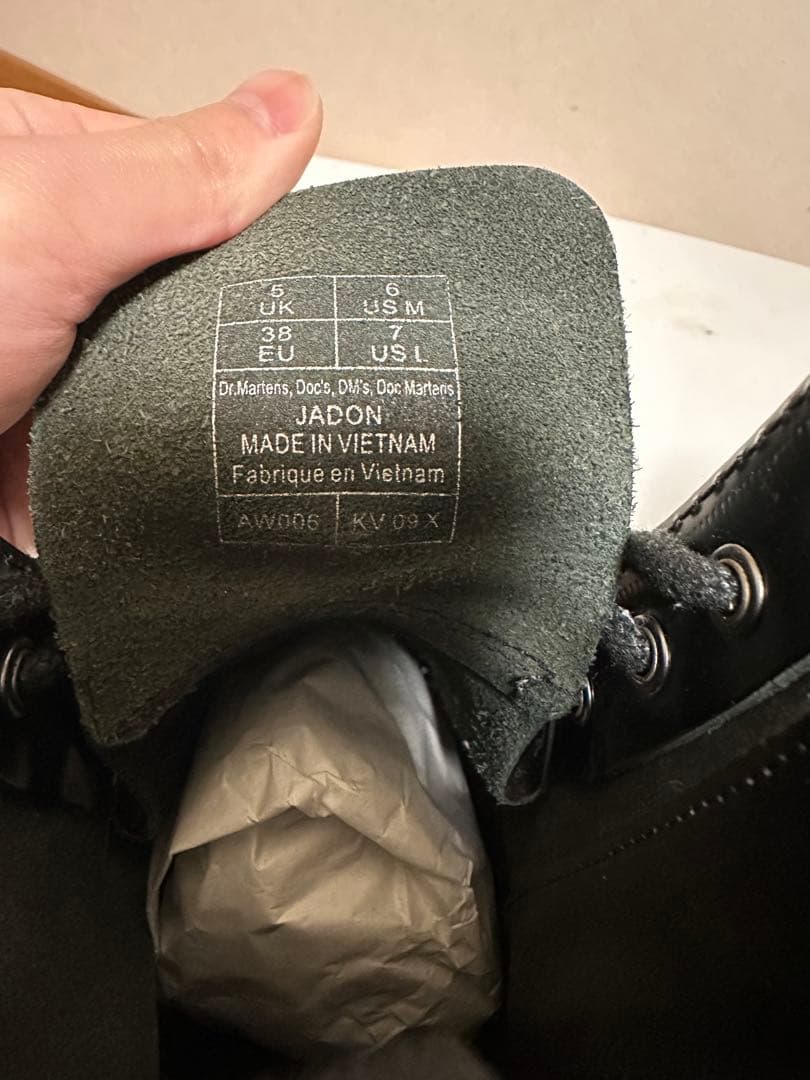 5 6
UK US M
38 7
EU US L
Dr.Martens, Doc's, DM's, Doc Martens
JADON
MADE IN VIETNAM
Fabriqué en Vietnam
AW006 KV 09 X